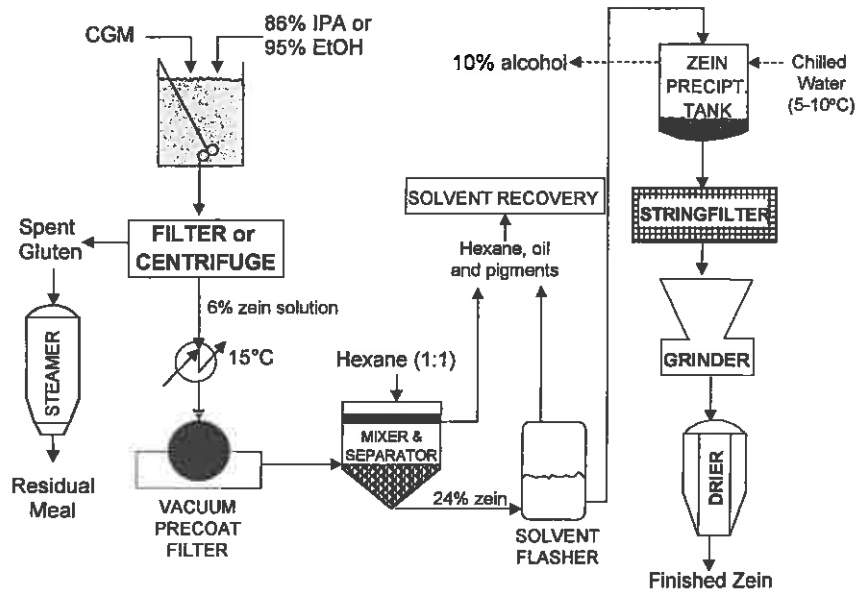 CGM
86% IPA or
95% EtOH
10% alcohol
ZEIN
PRECIPT.
TANK
Chilled
Water
(5-10°C)
SOLVENT RECOVERY
STRINGFILTER
Spent
Gluten
FILTER or
CENTRIFUGE
Hexane, oil
and pigments
6% zein solution
STEAMER
15°C
Hexane (1:1)
GRINDER
MIXER &
SEPARATOR
24% zein
DRIER
Residual
Meal
VACUUM
PRECOAT
FILTER
SOLVENT
FLASHER
Finished Zein